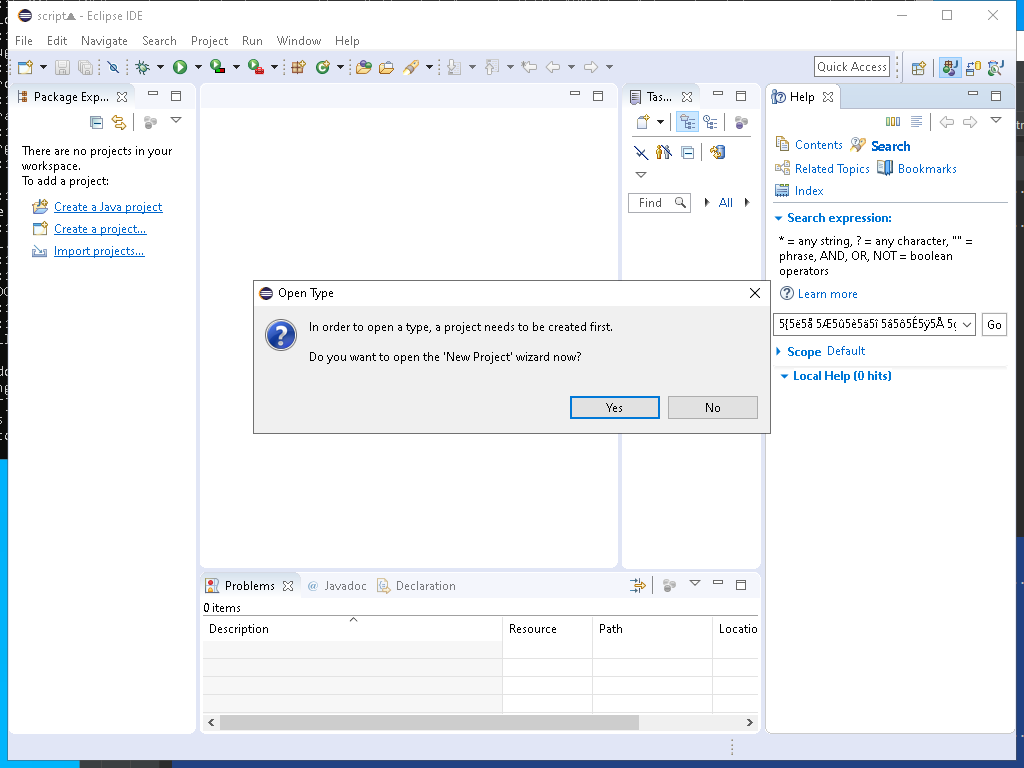 script▲ - Eclipse IDE
File Edit Navigate Search Project Run Window Help
Quick Access
Package Exp...
There are no projects in your
workspace.
To add a project:
Create a Java project
Create a project...
Import projects...
Tas...
Find
All
Help
Contents Search
Related Topics Bookmarks
Index
Search expression:
* = any string, ? = any character, "" =
phrase, AND, OR, NOT = boolean
operators
Learn more
Go
Scope Default
Local Help (0 hits)
Open Type
In order to open a type, a project needs to be created first.
Do you want to open the 'New Project' wizard now?
Yes No
Problems @ Javadoc Declaration
0 items
Description Resource Path Locatio